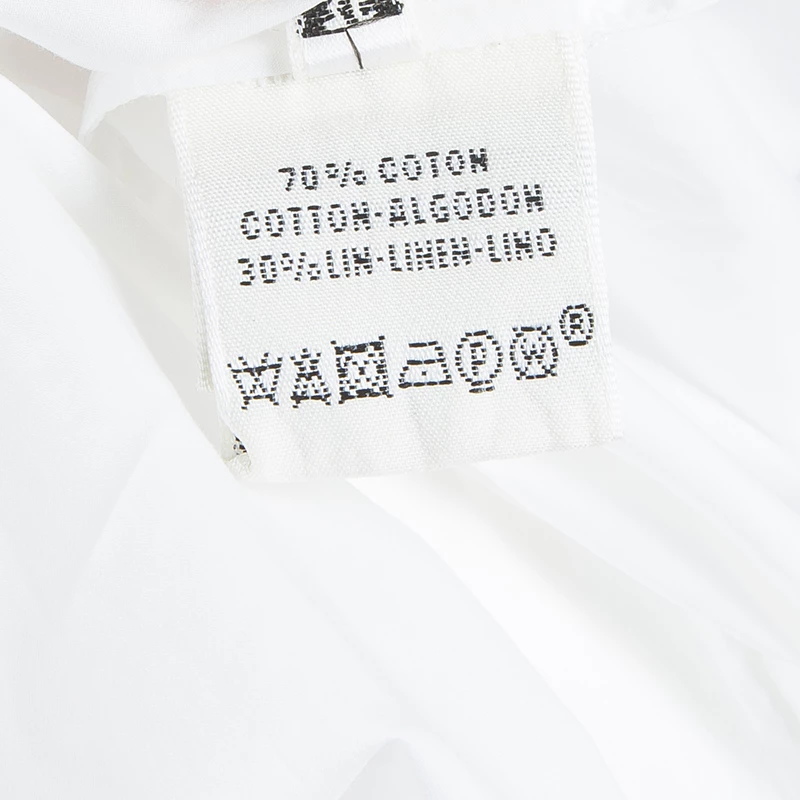 70% COTON
COTTON-ALGODON
30% LIN-LINEN-LINO
P W ®